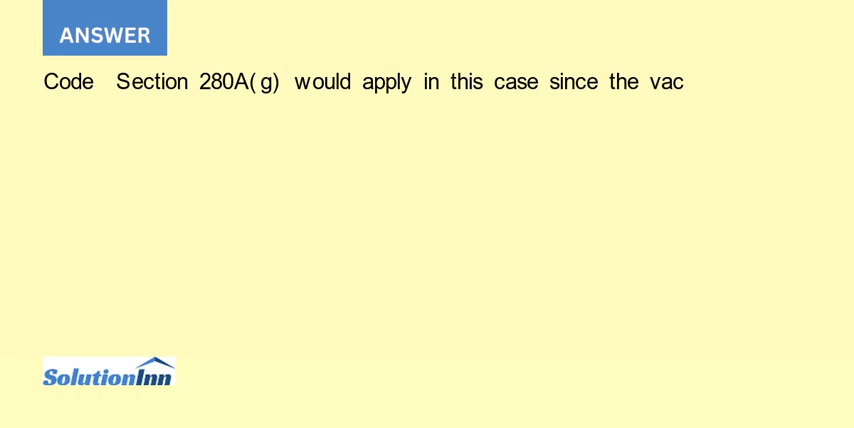 ANSWER
Code Section 280A( g) would apply in this case since the vac
SolutionInn